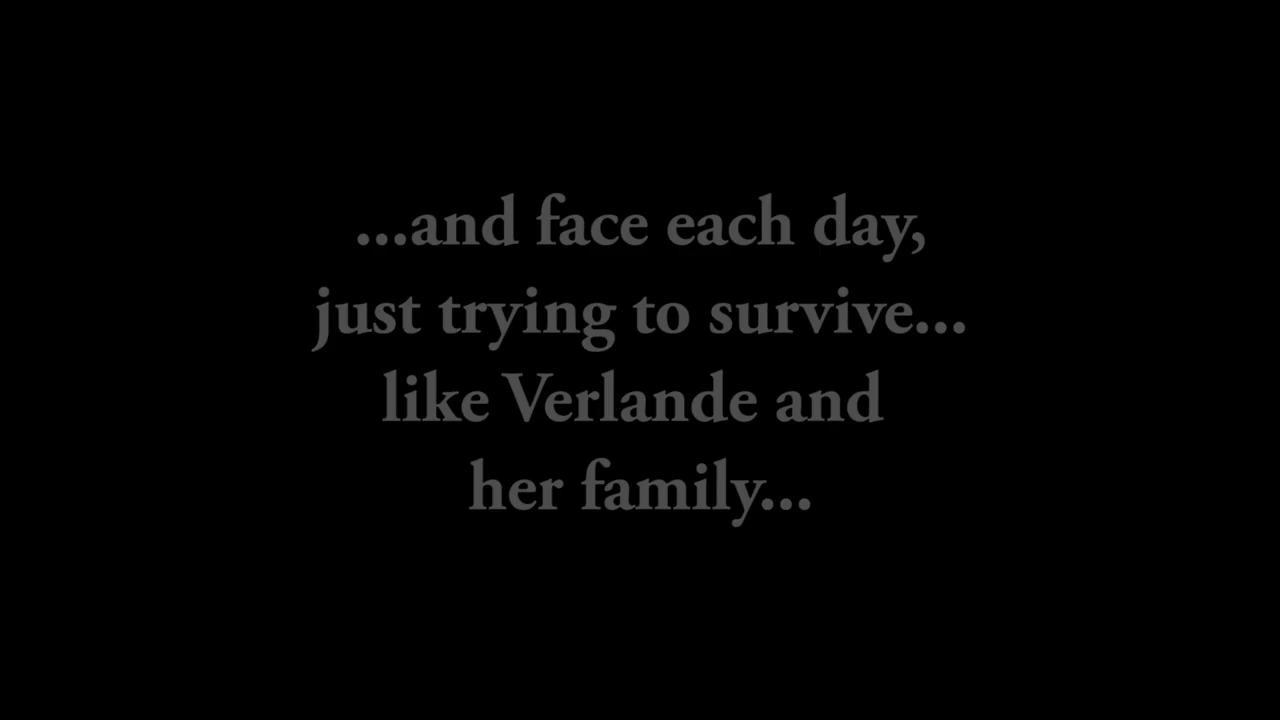 ...and face each day,
just trying to survive...
like Verlande and
her family...